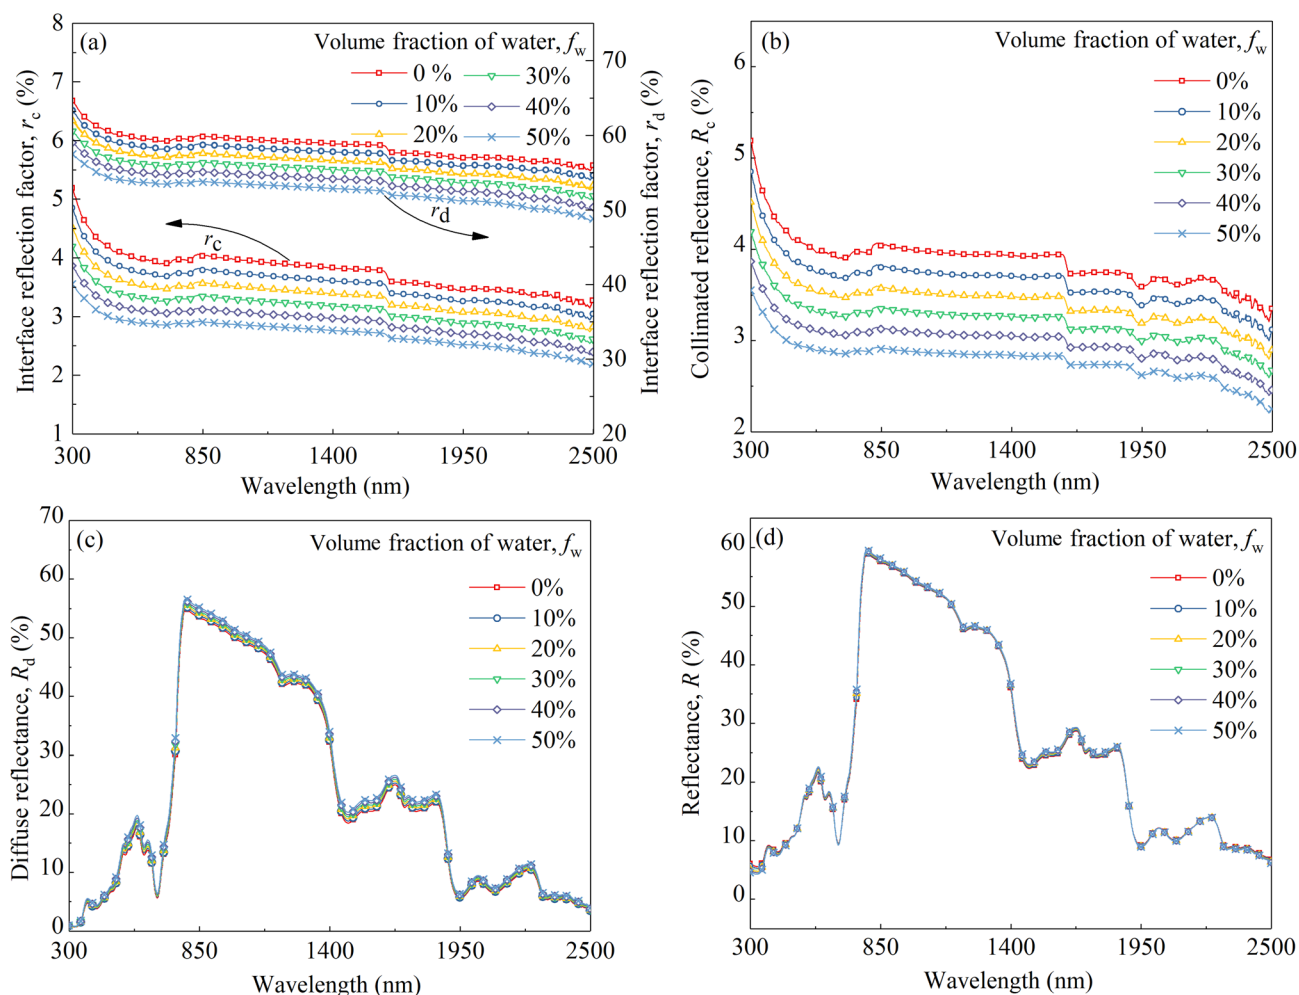 (a)
Volume fraction of water, fw
0 %
10%
20%
30%
40%
50%
rd
rc
8
7
6
5
4
3
2
1
Interface reflection factor, rc (%)
70
60
50
40
30
20
Interface reflection factor, rd (%)
300 850 1400 1950 2500
Wavelength (nm)
(b)
Volume fraction of water, fw
0%
10%
20%
30%
40%
50%
6
5
4
3
2
Collimated reflectance, Rc (%)
300 850 1400 1950 2500
Wavelength (nm)
(c)
Volume fraction of water, fw
0%
10%
20%
30%
40%
50%
70
60
50
40
30
20
10
0
Diffuse reflectance, Rd (%)
300 850 1400 1950 2500
Wavelength (nm)
(d)
Volume fraction of water, fw
0%
10%
20%
30%
40%
50%
60
50
40
30
20
10
0
Reflectance, R (%)
300 850 1400 1950 2500
Wavelength (nm)